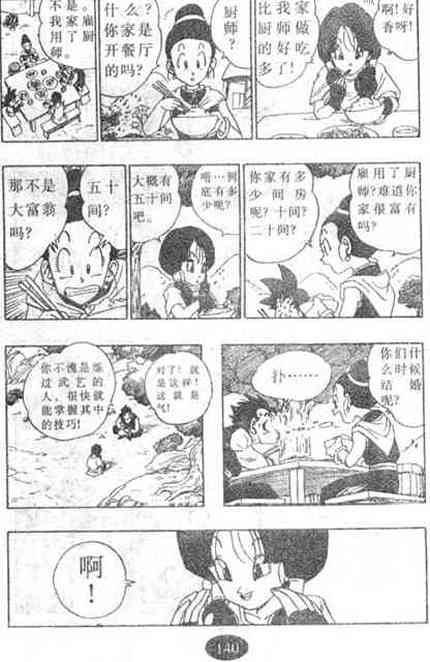 啊！好
香呀！
比我家
厨师做
的好吃
多了！
厨
师？
什么？
你家是
开餐厅
的吗？
不是。
我家雇
用了厨
师。
雇用了厨
师？难道你
家很富有
吗？
你家有多
少间房
呢？十间？
二十间？
唔…到
底有多
少呢？
大概有
五十间
吧。
五十
间？
那不是
大富翁
吗？
你们什
么时候
结婚
呢？
扑……
对了！就
是这样！
这就是
气！
你不愧是练
过武艺的
人，很快就
能掌握其中
的技巧！
啊
！
140